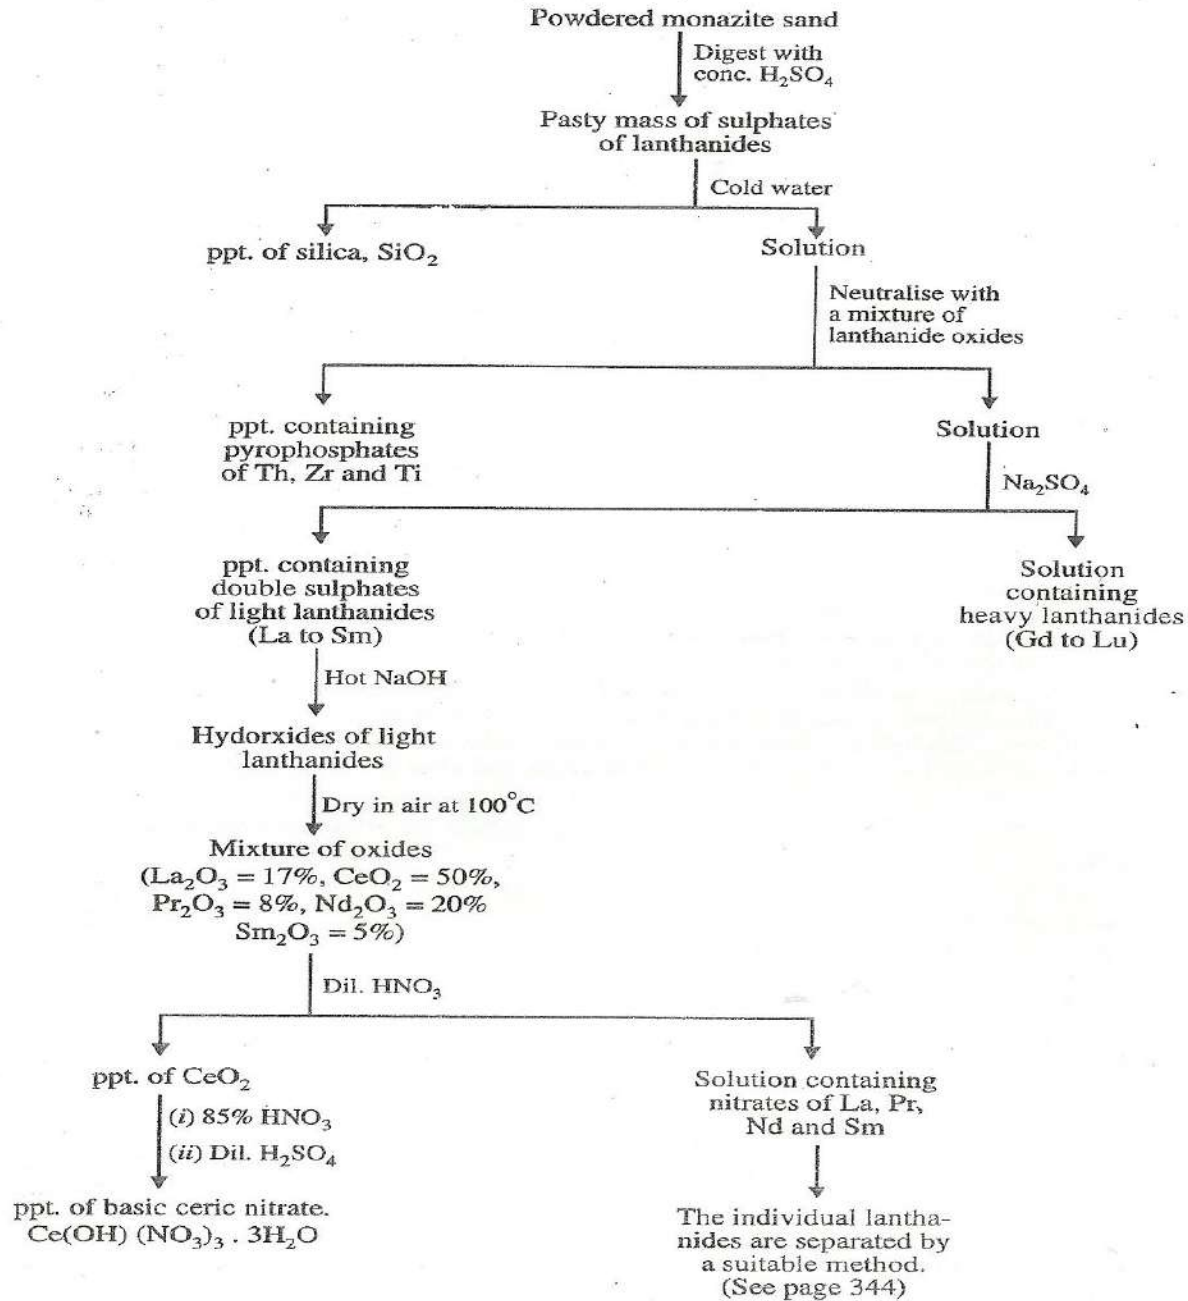 Powdered monazite sand
Digest with
conc. H₂SO₄
Pasty mass of sulphates
of lanthanides
Cold water
ppt. of silica, SiO₂
Solution
Neutralise with
a mixture of
lanthanide oxides
ppt. containing
pyrophosphates
of Th, Zr and Ti
Solution
Na₂SO₄
ppt. containing
double sulphates
of light lanthanides
(La to Sm)
Solution
containing
heavy lanthanides
(Gd to Lu)
Hot NaOH
Hydorxides of light
lanthanides
Dry in air at 100°C
Mixture of oxides
(La₂O₃ = 17%, CeO₂ = 50%,
Pr₂O₃ = 8%, Nd₂O₃ = 20%
Sm₂O₃ = 5%)
Dil. HNO₃
ppt. of CeO₂
(i) 85% HNO₃
(ii) Dil. H₂SO₄
ppt. of basic ceric nitrate.
Ce(OH) (NO₃)₃ . 3H₂O
Solution containing
nitrates of La, Pr,
Nd and Sm
The individual lantha-
nides are separated by
a suitable method.
(See page 344)